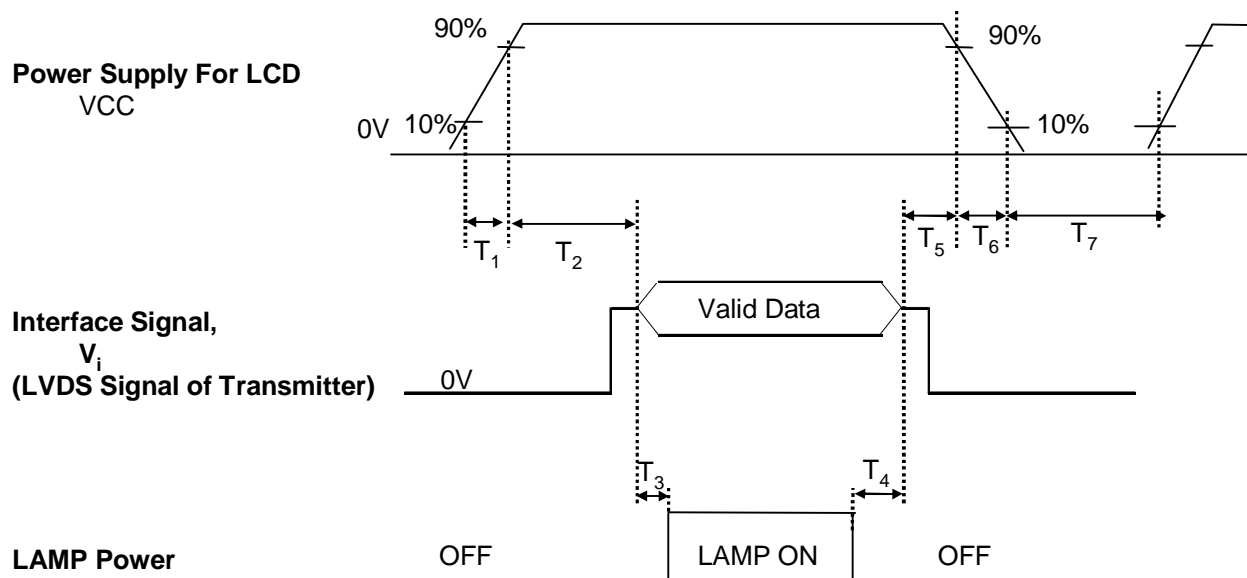 90%
90%
Power Supply For LCD
VCC
0V
10%
10%
T1
T2
T5
T6
T7
Valid Data
Interface Signal,
Vi
(LVDS Signal of Transmitter)
0V
T3
T4
LAMP Power
OFF
LAMP ON
OFF